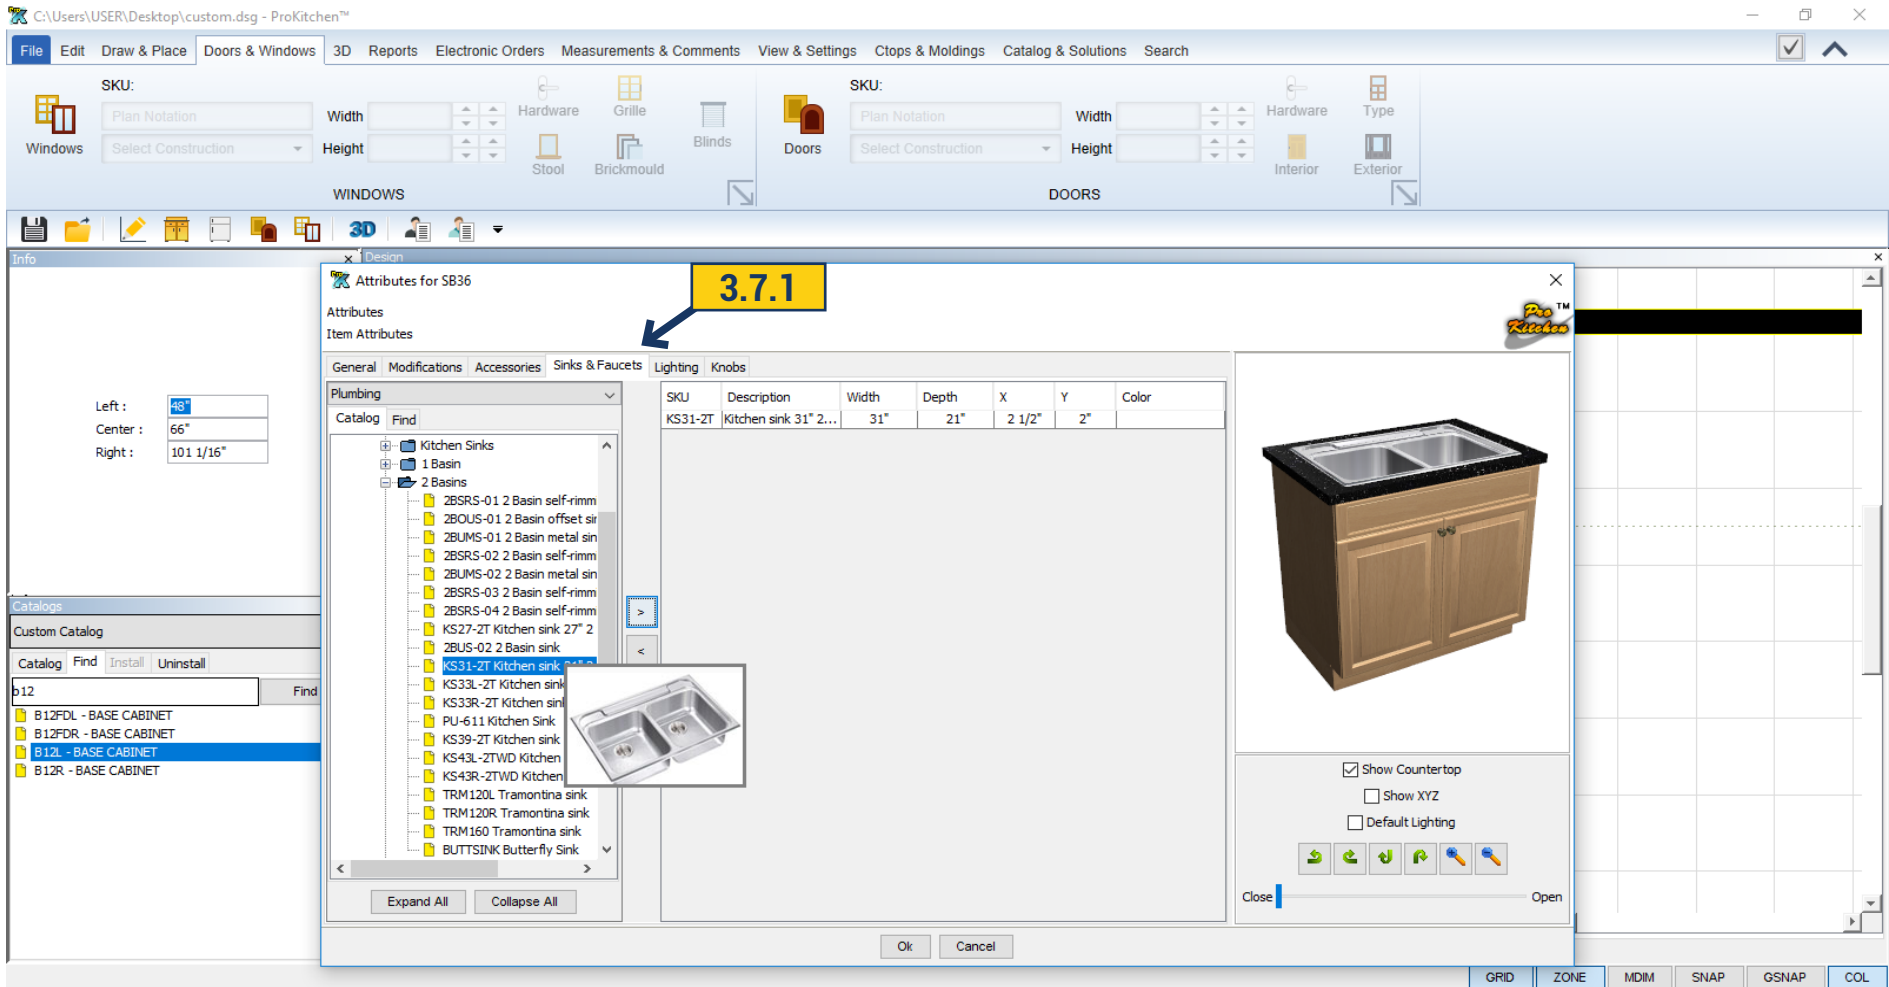 C:\Users\USER\Desktop\custom.dsg - ProKitchen™
File Edit Draw & Place Doors & Windows 3D Reports Electronic Orders Measurements & Comments View & Settings Ctops & Moldings Catalog & Solutions Search
SKU:
Plan Notation
Select Construction
Windows
Width
Height
Hardware Grille
Blinds
Stool Brickmould
WINDOWS
Doors
SKU:
Plan Notation
Select Construction
Width
Height
Hardware Type
Interior Exterior
DOORS
3D
Info
Design
Left : 48"
Center : 66"
Right : 101 1/16"
Catalogs
Custom Catalog
Catalog Find Install Uninstall
b12 Find
B12FDL - BASE CABINET
B12FDR - BASE CABINET
B12L - BASE CABINET
B12R - BASE CABINET
Attributes for SB36
3.7.1
Attributes
Item Attributes
Pro Kitchen ™
General Modifications Accessories Sinks & Faucets Lighting Knobs
Plumbing
Catalog Find
Kitchen Sinks
1 Basin
2 Basins
2BSRS-01 2 Basin self-rimm
2BOUS-01 2 Basin offset sir
2BUMS-01 2 Basin metal sin
2BSRS-02 2 Basin self-rimm
2BUMS-02 2 Basin metal sin
2BSRS-03 2 Basin self-rimm
2BSRS-04 2 Basin self-rimm
KS27-2T Kitchen sink 27" 2
2BUS-02 2 Basin sink
KS31-2T Kitchen sink
KS33L-2T Kitchen sink
KS33R-2T Kitchen sink
PU-611 Kitchen Sink
KS39-2T Kitchen sink
KS43L-2TWD Kitchen
KS43R-2TWD Kitchen
TRM120L Tramontina sink
TRM120R Tramontina sink
TRM160 Tramontina sink
BUTTSINK Butterfly Sink
Expand All Collapse All
>
<
SKU Description Width Depth X Y Color
KS31-2T Kitchen sink 31" 2... 31" 21" 2 1/2" 2"
Show Countertop
Show XYZ
Default Lighting
Close Open
Ok Cancel
GRID ZONE MDIM SNAP GSNAP COL